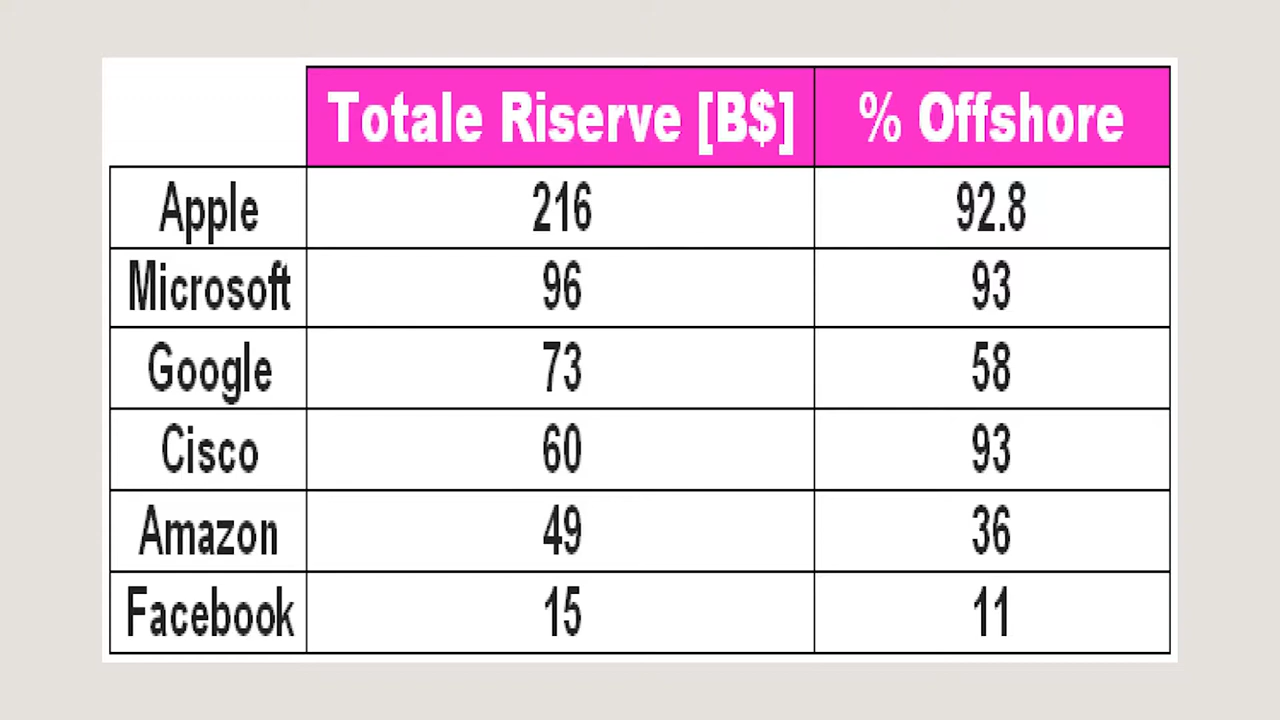 Totale Riserve [B$] % Offshore
Apple 216 92.8
Microsoft 96 93
Google 73 58
Cisco 60 93
Amazon 49 36
Facebook 15 11